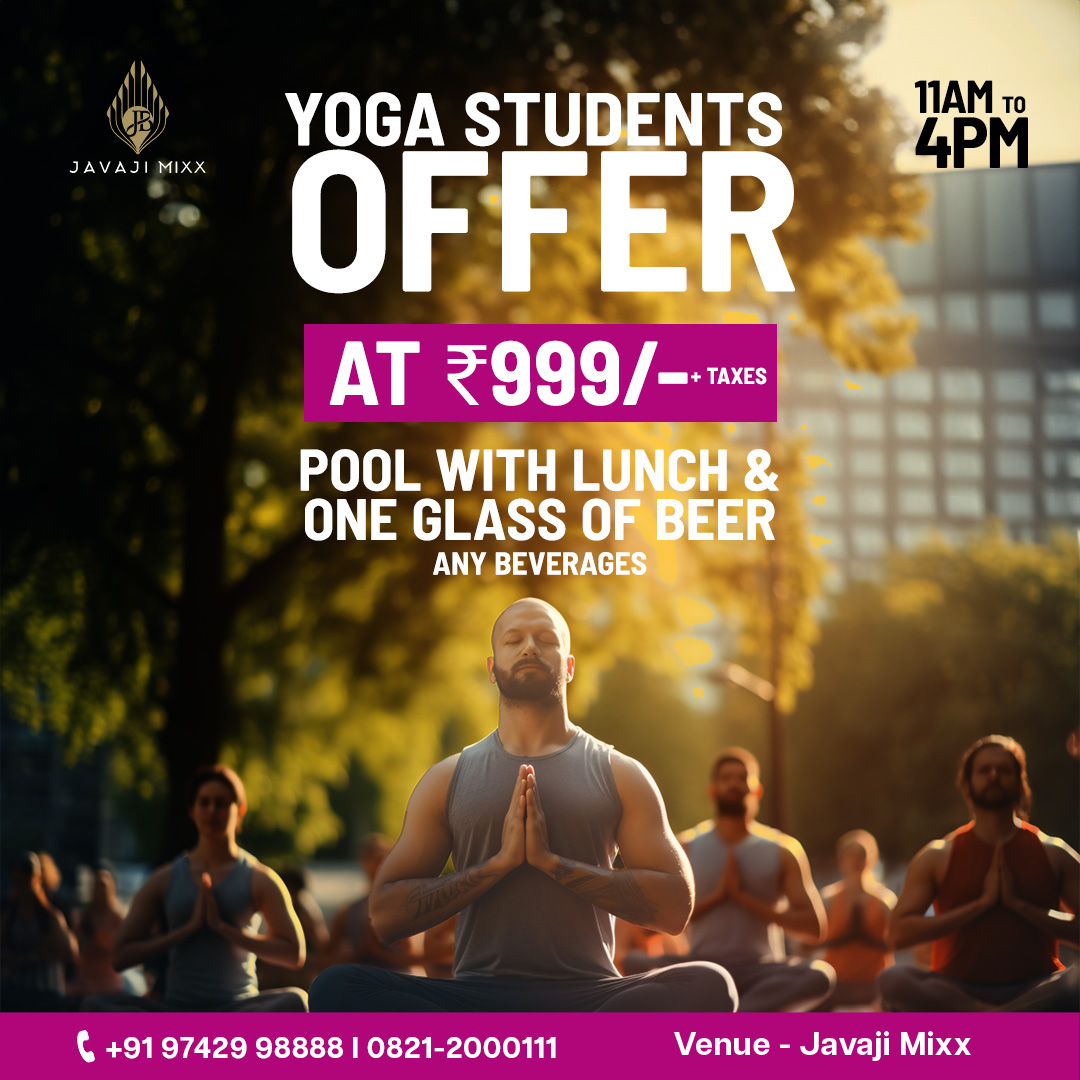 JAVAJI MIXX
YOGA STUDENTS
OFFER
11AM TO
4PM
AT ₹999/- + TAXES
POOL WITH LUNCH &
ONE GLASS OF BEER
ANY BEVERAGES
+91 97429 98888 | 0821-2000111
Venue - Javaji Mixx